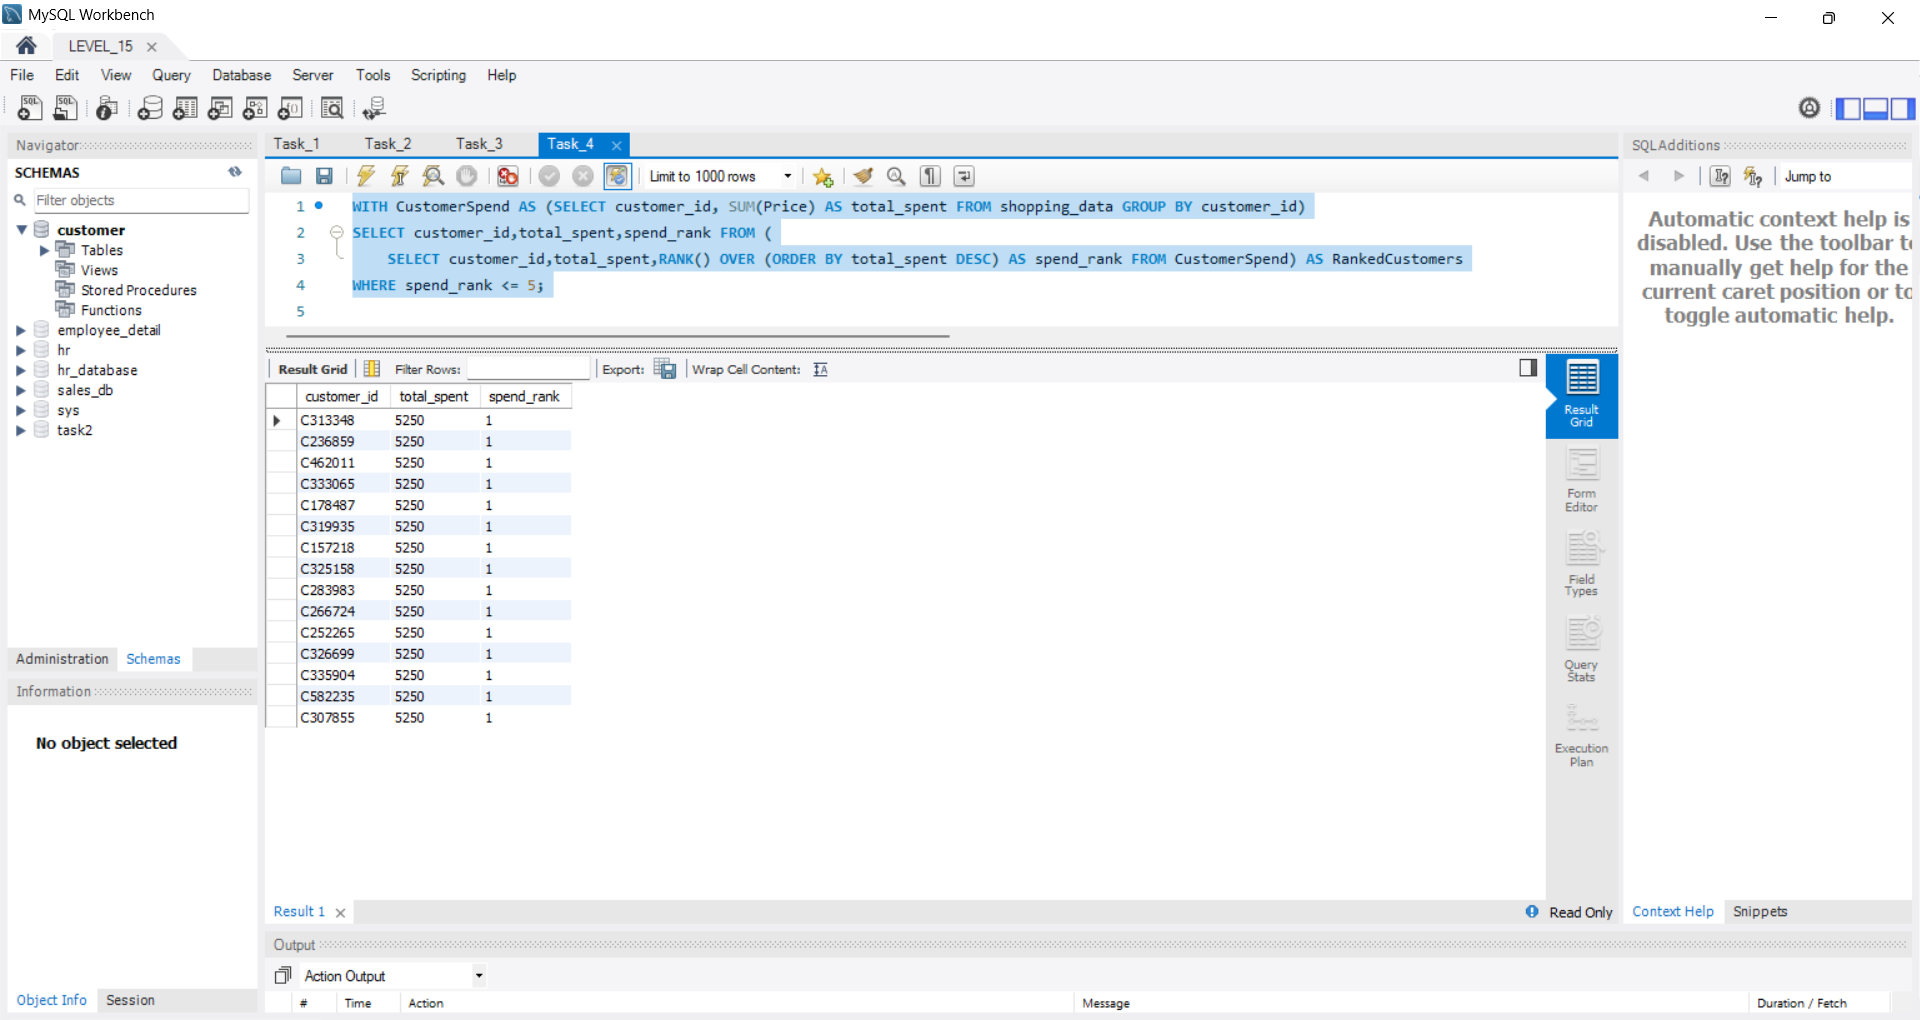 MySQL Workbench
LEVEL_15
File Edit View Query Database Server Tools Scripting Help
Navigator
SCHEMAS
Filter objects
customer
Tables
Views
Stored Procedures
Functions
employee_detail
hr
hr_database
sales_db
sys
task2
Administration Schemas
Information
No object selected
Object Info Session
Task_1 Task_2 Task_3 Task_4
Limit to 1000 rows
1 WITH CustomerSpend AS (SELECT customer_id, SUM(Price) AS total_spent FROM shopping_data GROUP BY customer_id)
2 SELECT customer_id,total_spent,spend_rank FROM (
3 SELECT customer_id,total_spent,RANK() OVER (ORDER BY total_spent DESC) AS spend_rank FROM CustomerSpend) AS RankedCustomers
4 WHERE spend_rank <= 5;
5
Result Grid Filter Rows: Export: Wrap Cell Content:
customer_id total_spent spend_rank
C313348 5250 1
C236859 5250 1
C462011 5250 1
C333065 5250 1
C178487 5250 1
C319935 5250 1
C157218 5250 1
C325158 5250 1
C283983 5250 1
C266724 5250 1
C252265 5250 1
C326699 5250 1
C335904 5250 1
C582235 5250 1
C307855 5250 1
Result
Grid
Form
Editor
Field
Types
Query
Stats
Execution
Plan
Result 1
Read Only
Output
Action Output
# Time Action Message Duration / Fetch
SQLAdditions
Jump to
Automatic context help is
disabled. Use the toolbar to
manually get help for the
current caret position or to
toggle automatic help.
Context Help Snippets